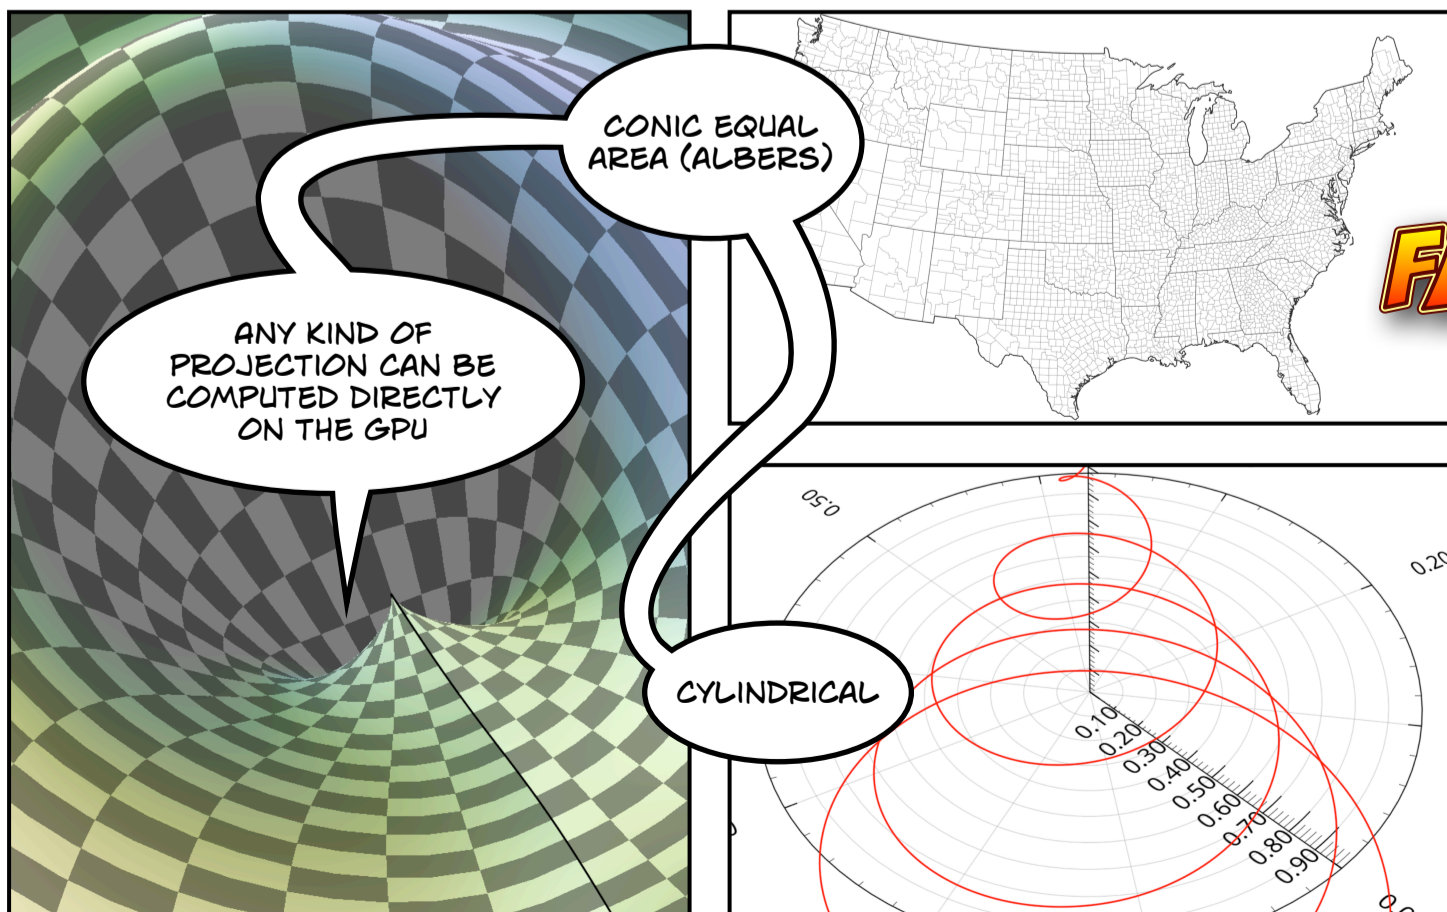 CONIC EQUAL
AREA (ALBERS)
ANY KIND OF
PROJECTION CAN BE
COMPUTED DIRECTLY
ON THE GPU
CYLINDRICAL
0.50
0.20
0.10
0.20
0.30
0.40
0.50
0.60
0.70
0.80
0.90